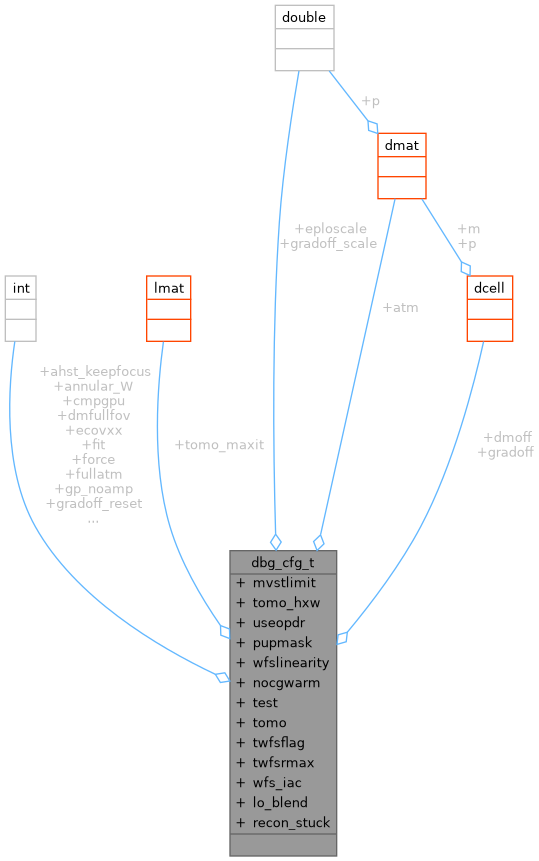 double
+p
dmat
+eploscale
+gradoff_scale
+m
+p
int
lmat
dcell
+atm
+ahst_keepfocus
+annular_W
+cmpgpu
+dmfullfov
+ecovxx
+fit
+force
+fullatm
+gp_noamp
+gradoff_reset
...
+tomo_maxit
+dmoff
+gradoff
dbg_cfg_t
+ mvstlimit
+ tomo_hxw
+ useopdr
+ pupmask
+ wfslinearity
+ nocgwarm
+ test
+ tomo
+ twfsflag
+ twfsrmax
+ wfs_iac
+ lo_blend
+ recon_stuck